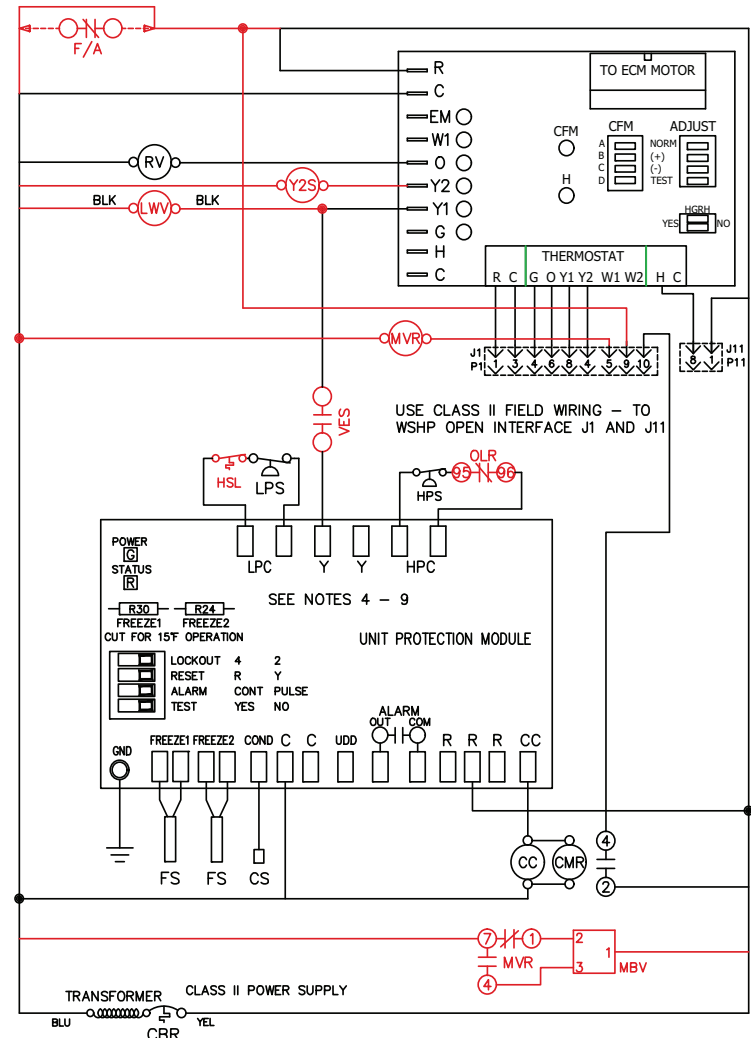 F/A
R
C
EM
W1
O
Y2
Y1
G
H
C
TO ECM MOTOR
CFM
H
CFM
A
B
C
D
ADJUST
NORM
(+)
(-)
TEST
HGRH
YES NO
THERMOSTAT
R C G O Y1 Y2 W1 W2 H C
RV
Y2S
BLK LWV BLK
MVR
J1
P1
1 3 4 6 8 4 5 9 10
8 1
J11
P11
VES
USE CLASS II FIELD WIRING – TO
WSHP OPEN INTERFACE J1 AND J11
HSL
LPS
OLR
HPS
95 96
LPC Y Y HPC
POWER
G
STATUS
R
SEE NOTES 4 – 9
R30 R24
FREEZE1 FREEZE2
CUT FOR 15°F OPERATION
UNIT PROTECTION MODULE
LOCKOUT 4 2
RESET R Y
ALARM CONT PULSE
TEST YES NO
ALARM
OUT COM
GND
FREEZE1 FREEZE2 COND C C UDD R R R CC
FS FS CS
CC CMR
4
2
7 1
MVR
4
2
3
1
MBV
TRANSFORMER
CLASS II POWER SUPPLY
BLU
CBR
YEL